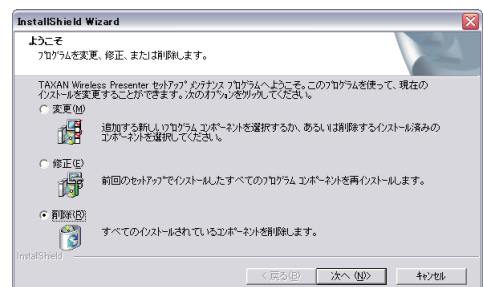 InstallShield Wizard
ようこそ
プログラムを変更、修正、または削除します。
TAXAN Wireless Presenter セットアップ メンテナンス プログラムへようこそ。このプログラムを使って、現在の
インストールを変更することができます。次のオプションをクリックしてください。
変更(M)
追加する新しいプログラム コンポーネントを選択するか、あるいは削除するインストール済みの
コンポーネントを選択してください。
修正(E)
前回のセットアップでインストールしたすべてのプログラム コンポーネントを再インストールします。
削除(R)
すべてのインストールされているコンポーネントを削除します。
InstallShield
< 戻る(B) 次へ (N)> キャンセル